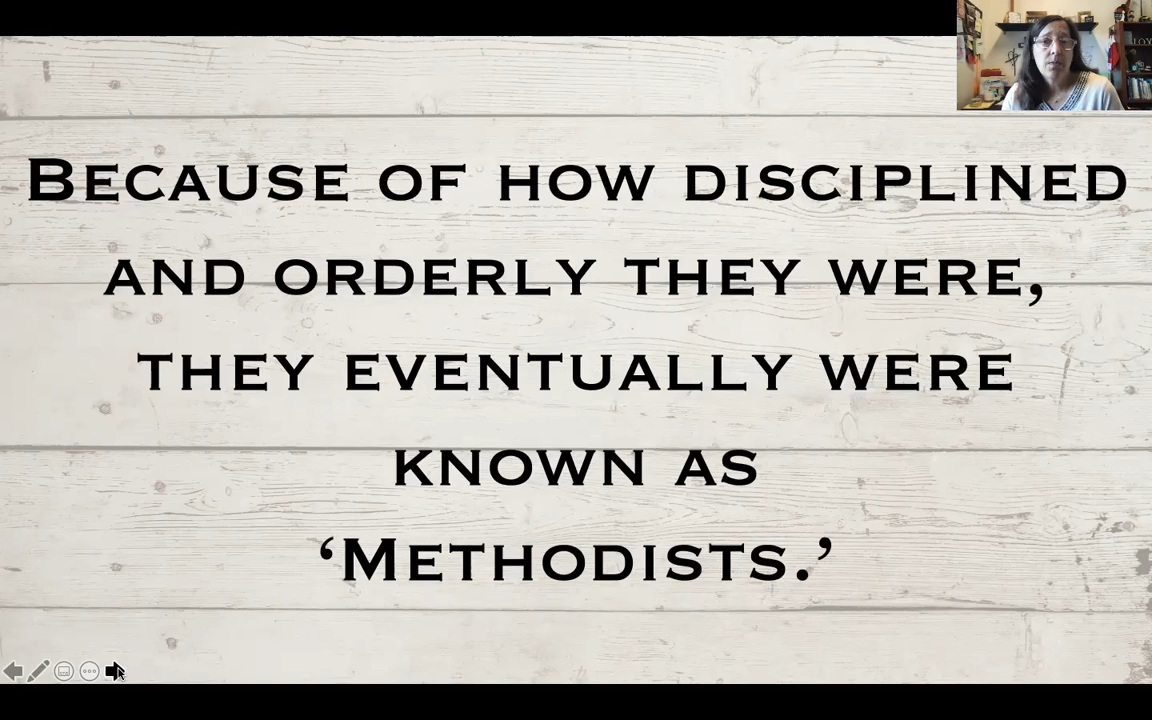 Because of how disciplined
and orderly they were,
they eventually were
known as
‘Methodists.’